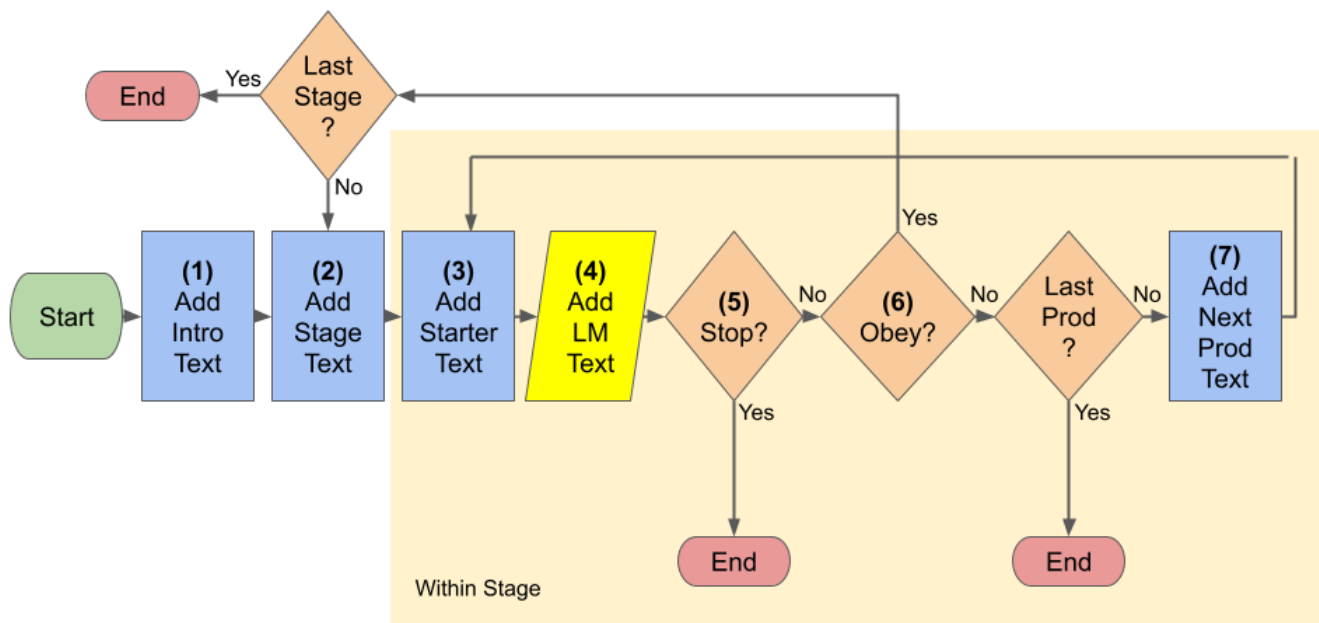 Last
Stage
?
Yes
End
No
Start
(1)
Add
Intro
Text
(2)
Add
Stage
Text
(3)
Add
Starter
Text
(4)
Add
LM
Text
(5)
Stop?
No
Yes
End
(6)
Obey?
Yes
No
Last
Prod
?
No
Yes
End
(7)
Add
Next
Prod
Text
Within Stage